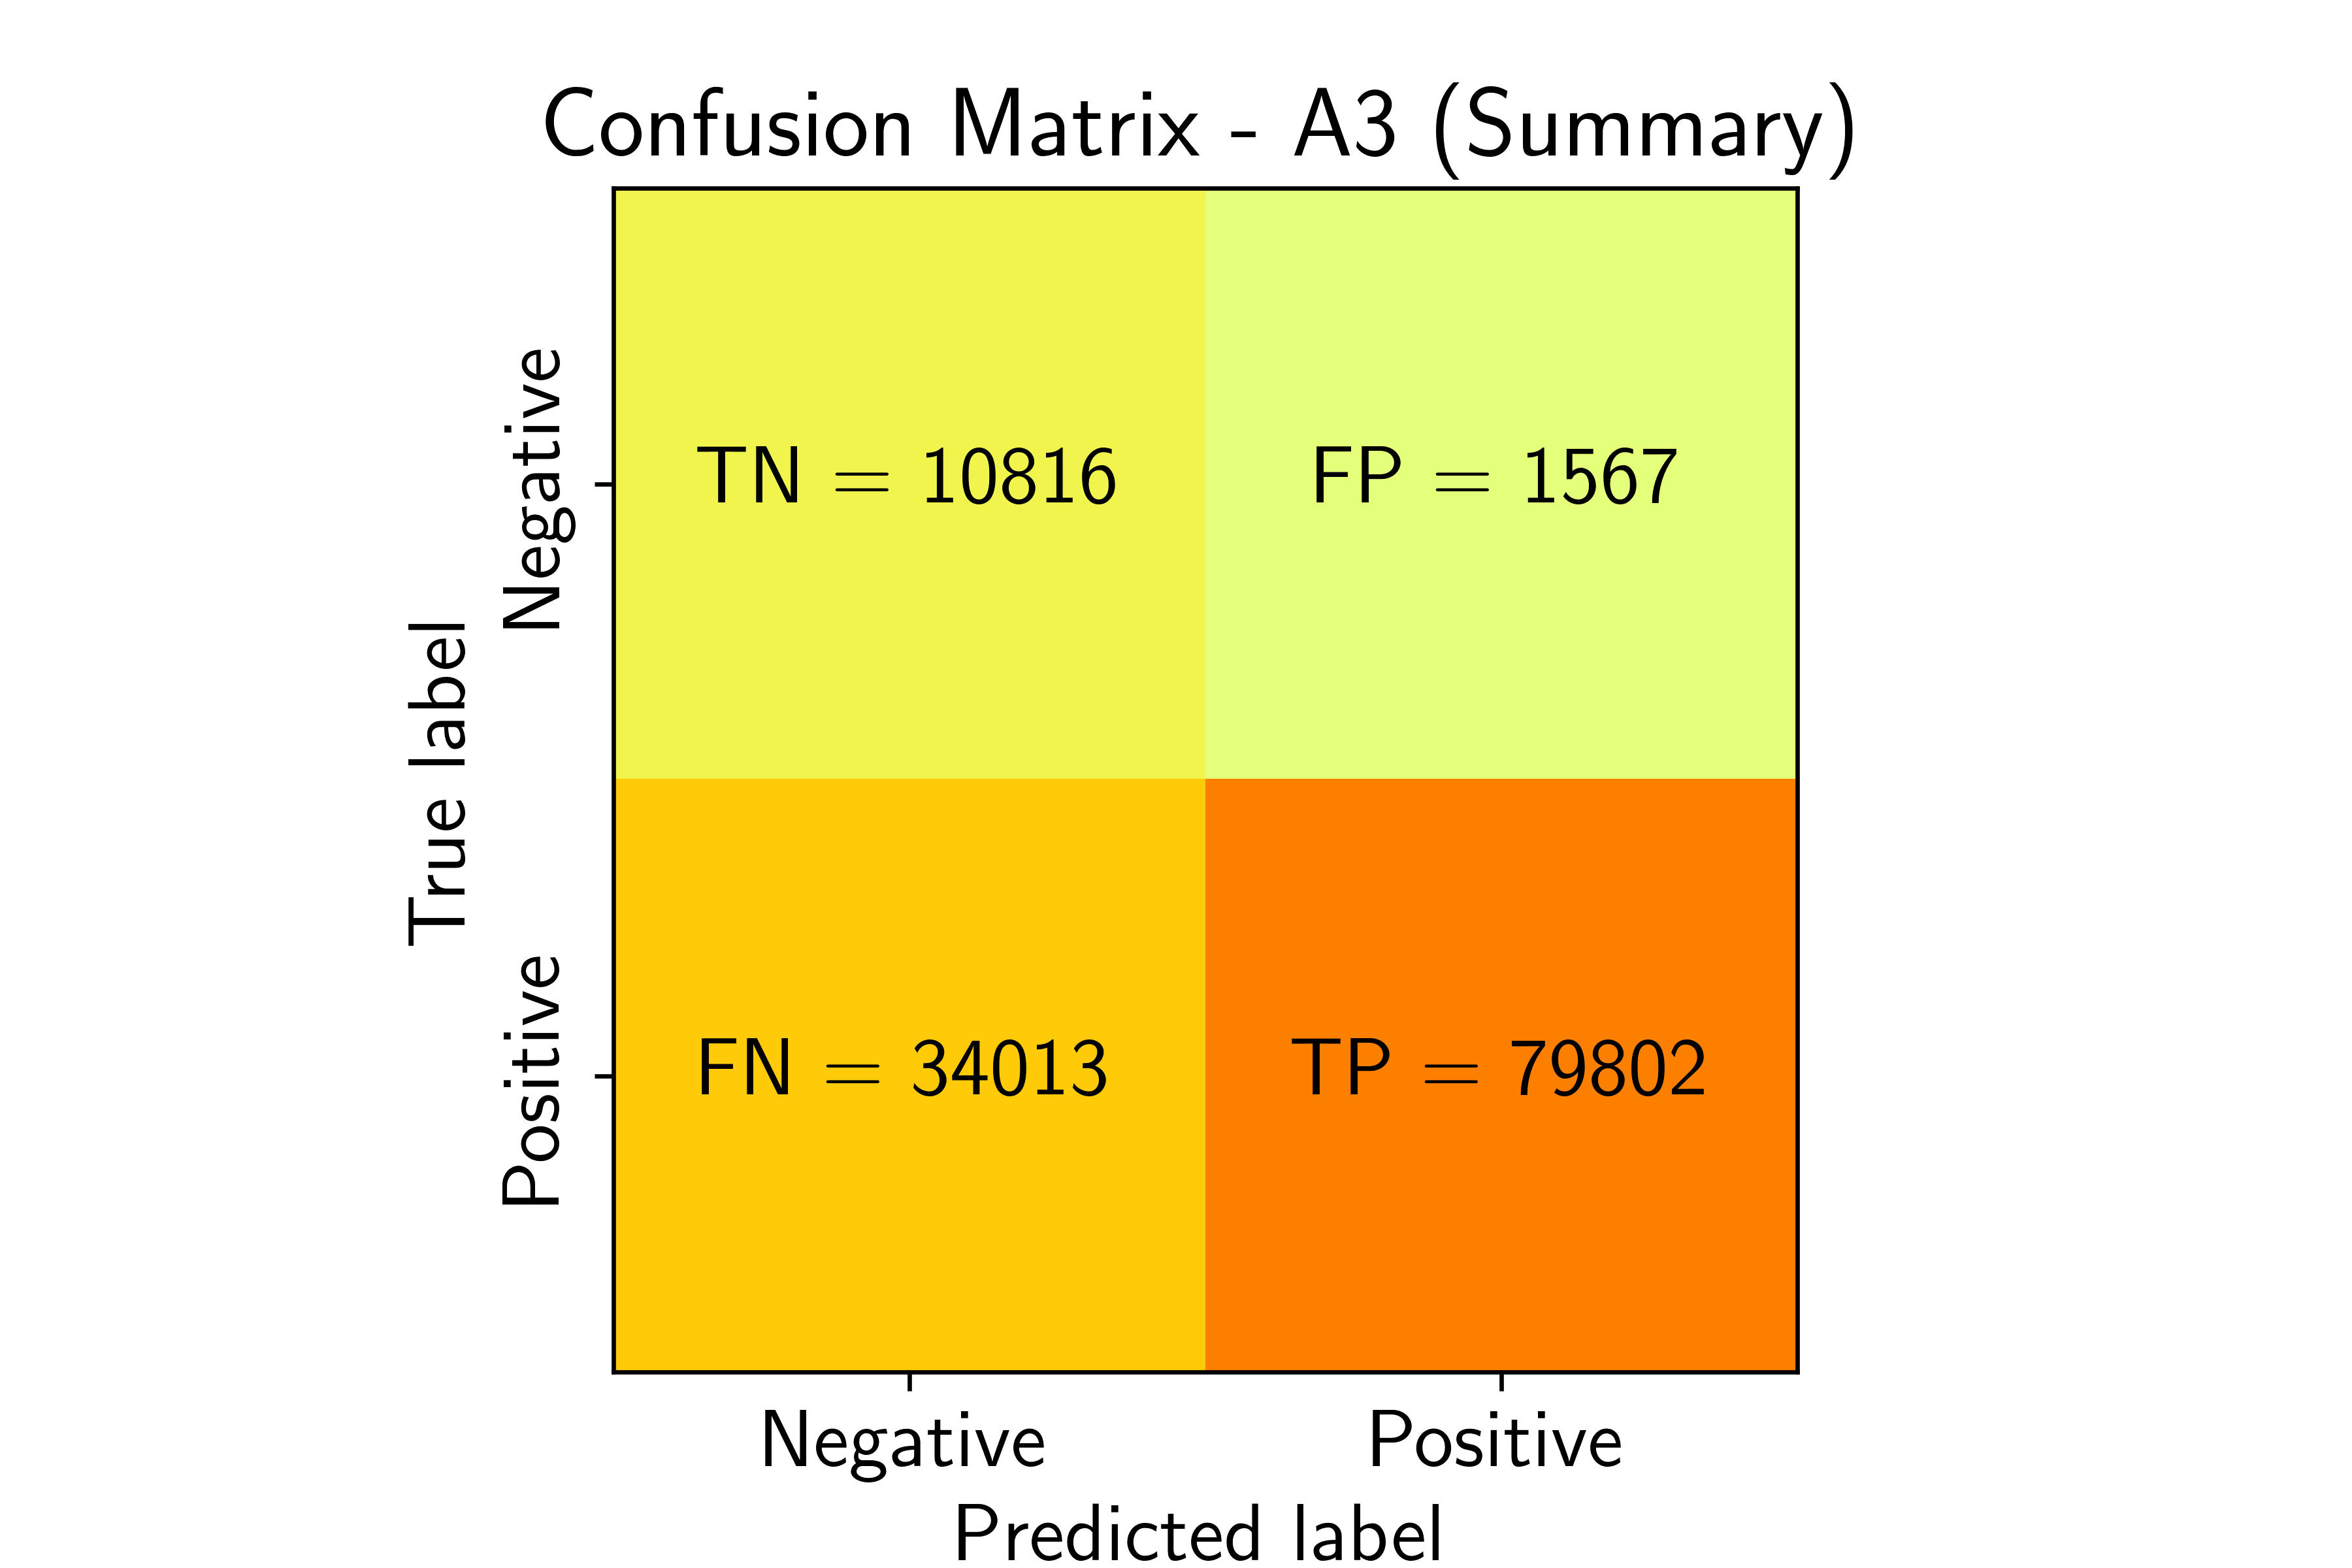 Confusion Matrix - A3 (Summary)
True label
Negative
TN = 10816
FP = 1567
Positive
FN = 34013
TP = 79802
Negative
Positive
Predicted label